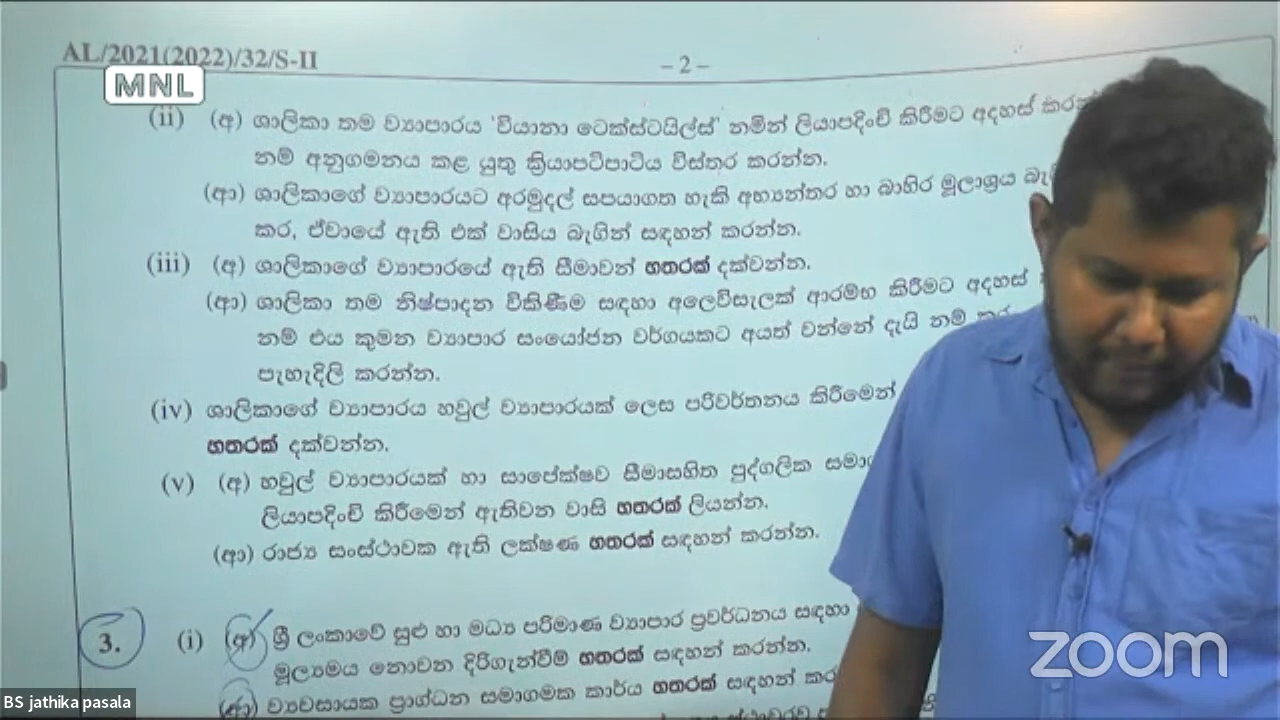 AL/2021(2022)/32/S-II
– 2 –
MNL
(ii) (අ) ශාලිකා තම ව්‍යාපාරය 'වියානා ටෙක්ස්ටයිල්ස්' නමින් ලියාපදිංචි කිරීමට අදහස්
නම් අනුගමනය කළ යුතු ක්‍රියාපටිපාටිය විස්තර කරන්න.
(ආ) ශාලිකාගේ ව්‍යාපාරයට අරමුදල් සපයාගත හැකි අභ්‍යන්තර හා බාහිර මූලාශ්‍රය
කර, ඒවායේ ඇති එක් වාසිය බැගින් සඳහන් කරන්න.
(iii) (අ) ශාලිකාගේ ව්‍යාපාරයේ ඇති සීමාවන් හතරක් දක්වන්න.
(ආ) ශාලිකා තම නිෂ්පාදන විකිණීම සඳහා අලෙවිසැලක් ආරම්භ කිරීමට අදහස්
නම් එය කුමන ව්‍යාපාර සංයෝජන වර්ගයකට අයත් වන්නේ දැයි නම්
පැහැදිලි කරන්න.
(iv) ශාලිකාගේ ව්‍යාපාරය හවුල් ව්‍යාපාරයක් ලෙස පරිවර්තනය කිරීමෙන්
හතරක් දක්වන්න.
(v) (අ) හවුල් ව්‍යාපාරයක් හා සාපේක්ෂව සීමාසහිත පුද්ගලික
ලියාපදිංචි කිරීමෙන් ඇතිවන වාසි හතරක් ලියන්න.
(ආ) රාජ්‍ය සංස්ථාවක ඇති ලක්ෂණ හතරක් සඳහන් කරන්න.
3. (i) (අ) ශ්‍රී ලංකාවේ සුළු හා මධ්‍ය පරිමාණ ව්‍යාපාර ප්‍රවර්ධනය සඳහා
මූල්‍යමය නොවන දිරිගැන්වීම් හතරක් සඳහන් කරන්න.
(ආ) ව්‍යවසායක ප්‍රාග්ධන සමාගමක කාර්ය හතරක් සඳහන්
zoom
BS jathika pasala